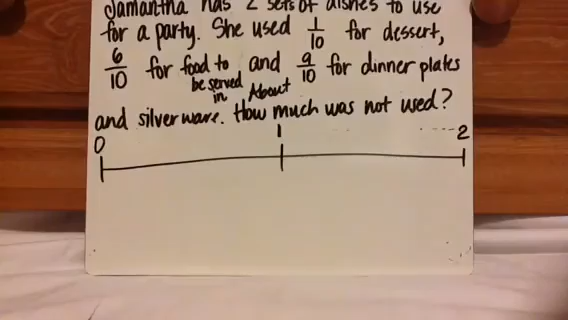 Samantha has 2 sets of dishes to use
for a party. She used 1/10 for dessert,
6/10 for food to be served in and 9/10 for dinner plates
and silverware. About How much was not used?
0 1 2